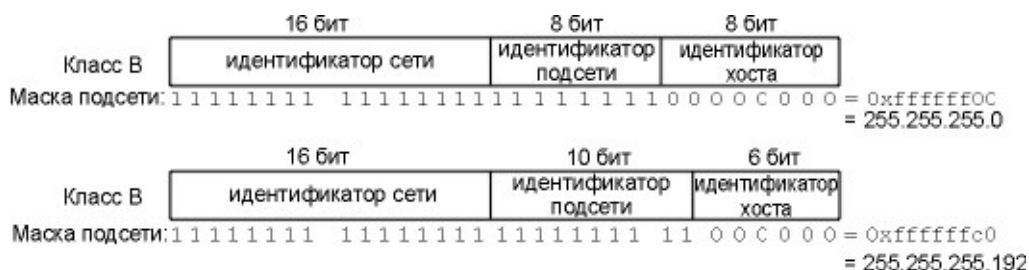 16 бит 8 бит 8 бит
Класс B идентификатор сети идентификатор подсети идентификатор хоста
Маска подсети: 1 1 1 1 1 1 1 1 1 1 1 1 1 1 1 1 1 1 1 1 1 1 1 1 0 0 0 0 C 0 0 0 = 0xffffff0C
= 255.255.255.0
16 бит 10 бит 6 бит
Класс B идентификатор сети идентификатор подсети идентификатор хоста
Маска подсети: 1 1 1 1 1 1 1 1 1 1 1 1 1 1 1 1 1 1 1 1 1 1 1 1 1 1 0 0 C 0 0 0 = 0xffffffc0
= 255.255.255.192